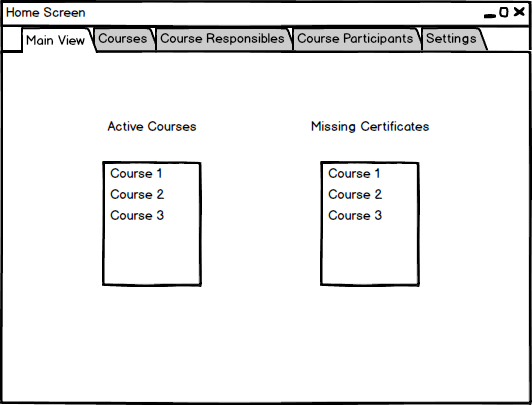 Home Screen
Main View Courses Course Responsibles Course Participants Settings
Active Courses
Missing Certificates
Course 1
Course 2
Course 3
Course 1
Course 2
Course 3